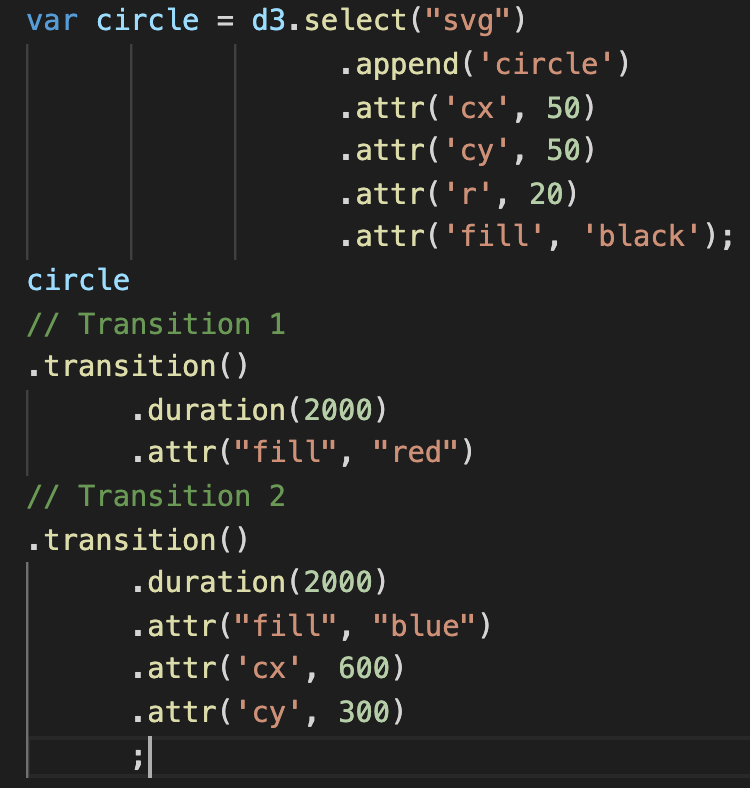 var circle = d3.select("svg")
.append('circle')
.attr('cx', 50)
.attr('cy', 50)
.attr('r', 20)
.attr('fill', 'black');
circle
// Transition 1
.transition()
.duration(2000)
.attr("fill", "red")
// Transition 2
.transition()
.duration(2000)
.attr("fill", "blue")
.attr('cx', 600)
.attr('cy', 300)
;